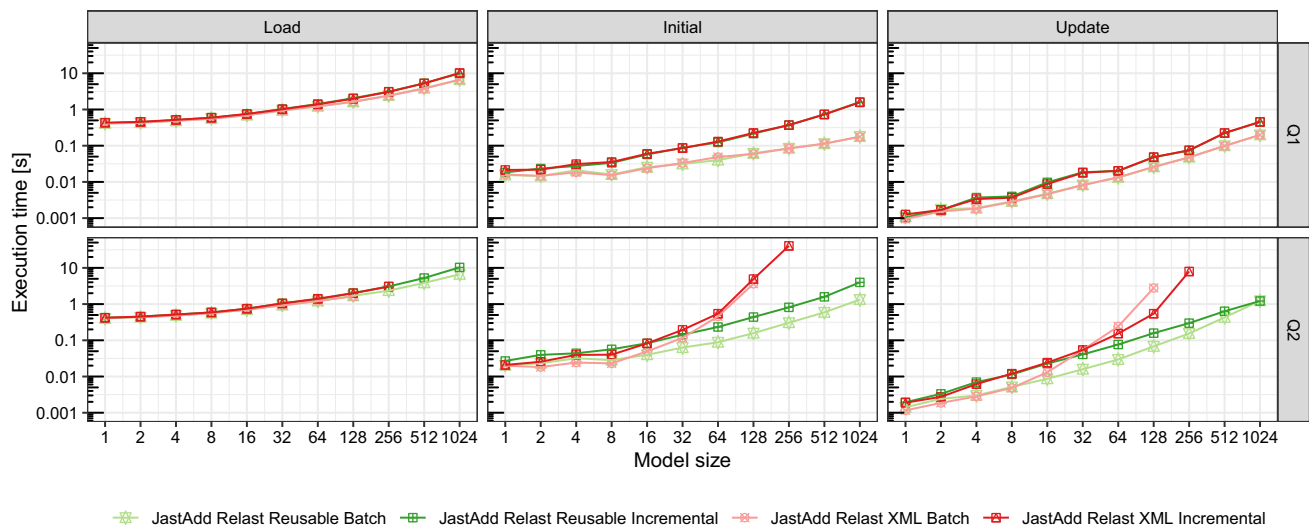 Load Initial Update
10
1
0.1
0.01
0.001
Q1
10
1
0.1
0.01
0.001
Q2
Execution time [s]
1 2 4 8 16 32 64 128 256 512 1024 1 2 4 8 16 32 64 128 256 512 1024 1 2 4 8 16 32 64 128 256 512 1024
Model size
JastAdd Relast Reusable Batch JastAdd Relast Reusable Incremental JastAdd Relast XML Batch JastAdd Relast XML Incremental